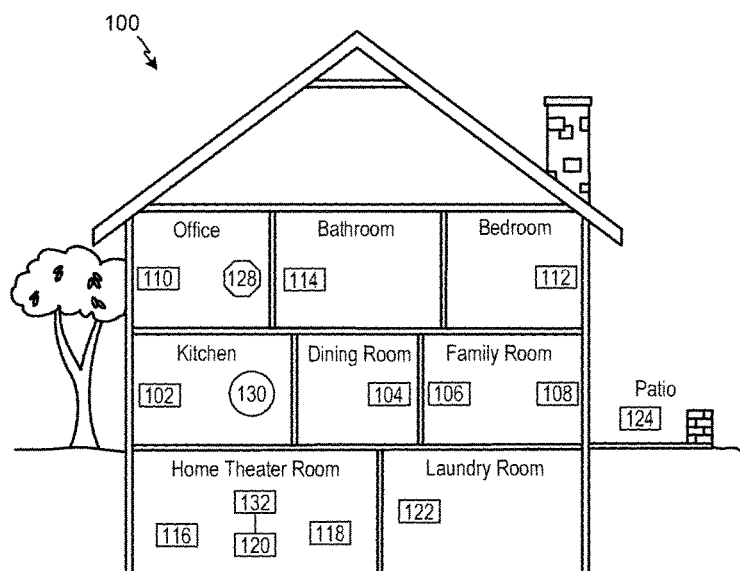 100
Office Bathroom Bedroom
110 128 114 112
Kitchen Dining Room Family Room
102 130 104 106 108
Patio
124
Home Theater Room Laundry Room
132
122
116 120 118